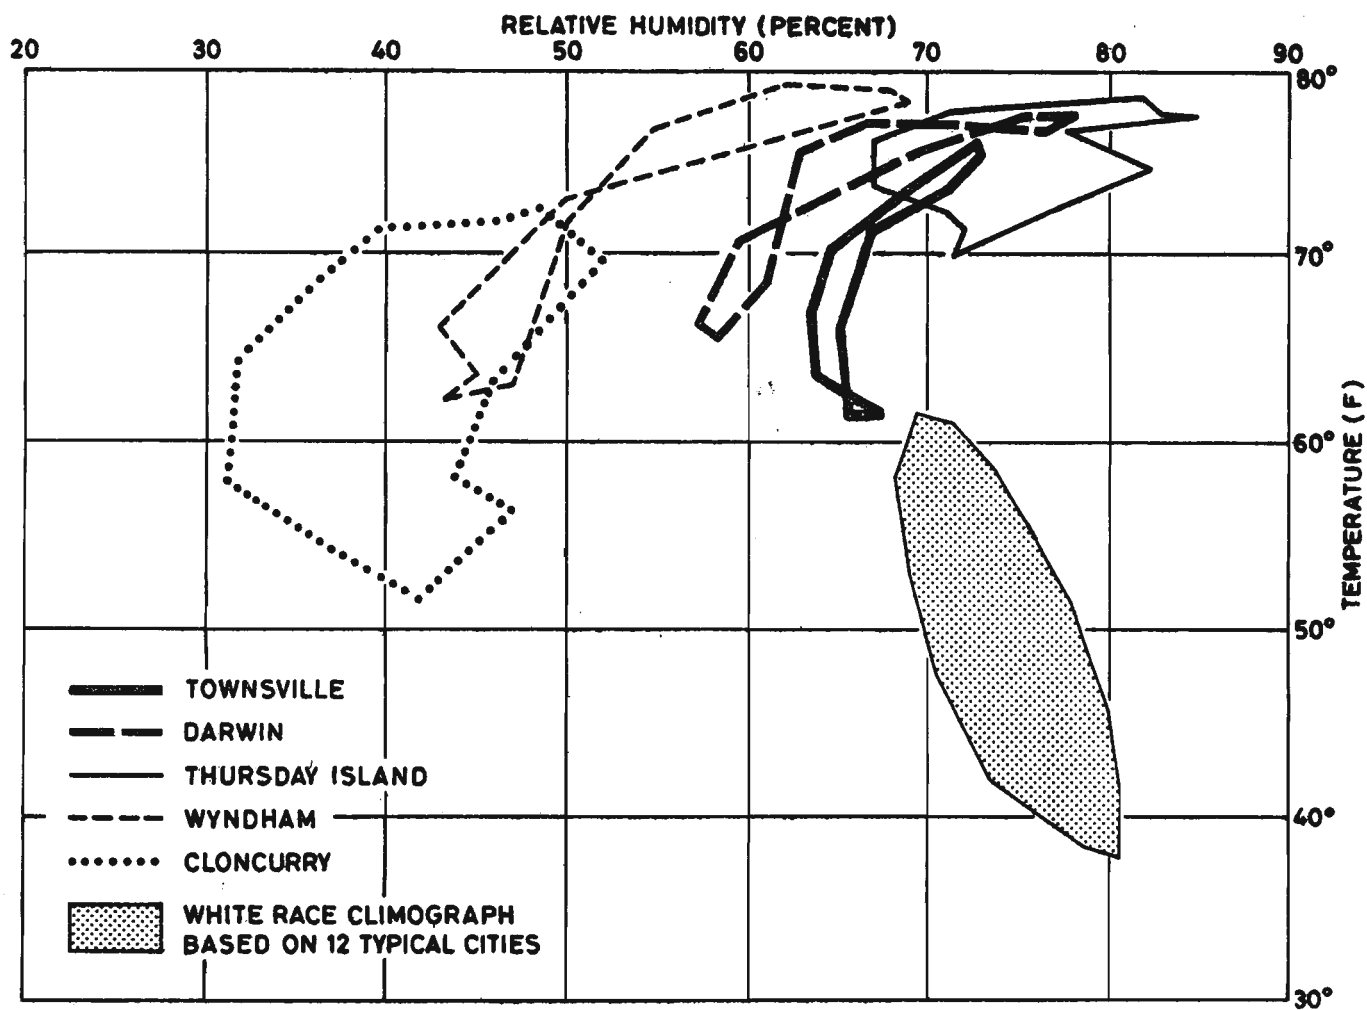 RELATIVE HUMIDITY (PERCENT)
20 30 40 50 60 70 80 90
80°
70°
60°
50°
40°
30°
TEMPERATURE (F)
TOWNSVILLE
DARWIN
THURSDAY ISLAND
WYNDHAM
CLONCURRY
WHITE RACE CLIMOGRAPH
BASED ON 12 TYPICAL CITIES